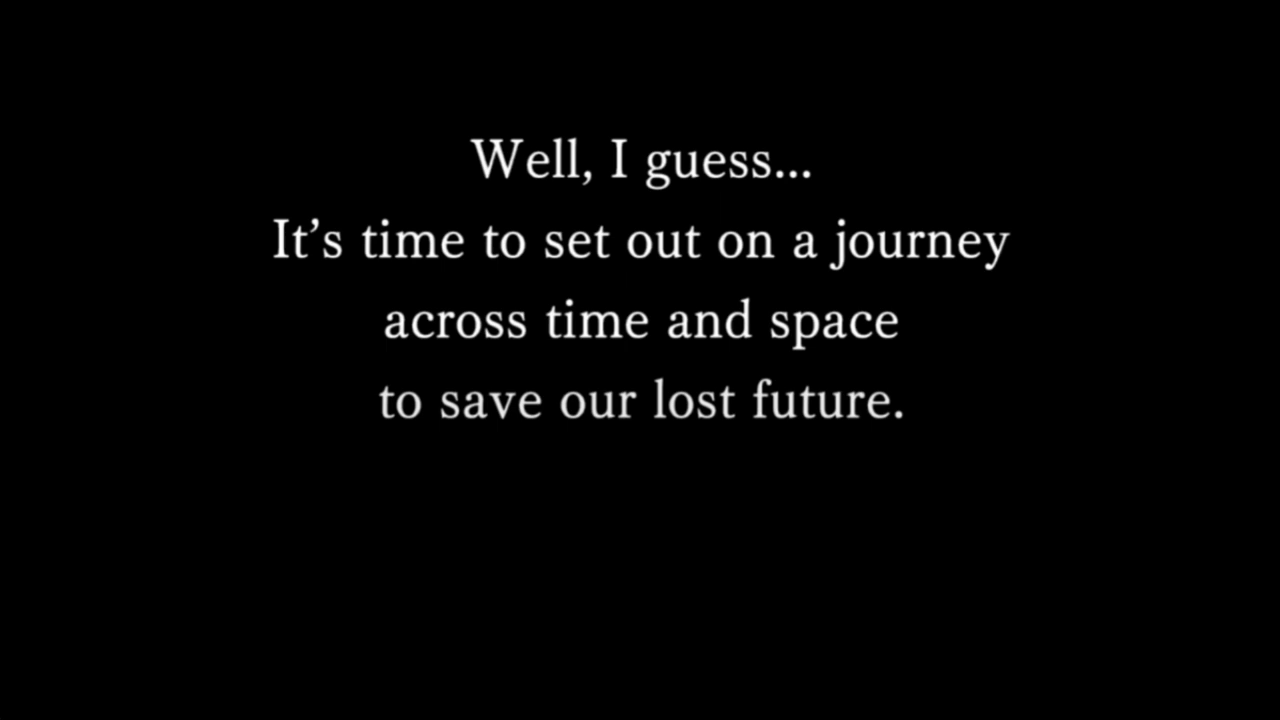 Well, I guess...
It’s time to set out on a journey
across time and space
to save our lost future.